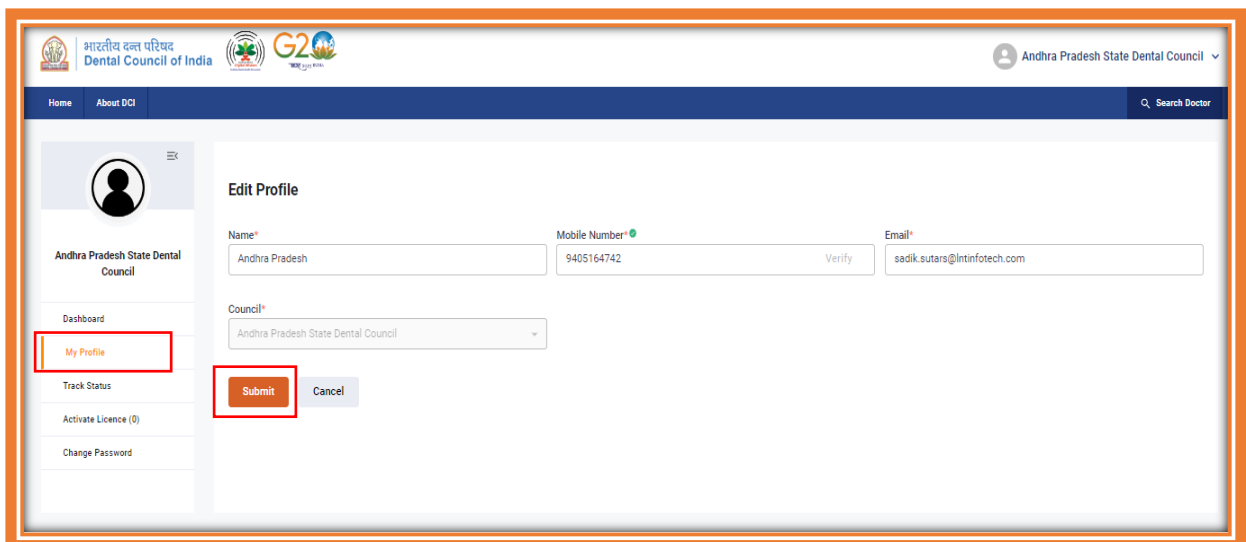 भारतीय दन्त परिषद
Dental Council of India
G20
Andhra Pradesh State Dental Council
Home
About DCI
Search Doctor
Andhra Pradesh State Dental
Council
Dashboard
My Profile
Track Status
Activate Licence (0)
Change Password
Edit Profile
Name*
Mobile Number*
Email*
Andhra Pradesh
9405164742
Verify
sadik.sutars@lntinfotech.com
Council*
Andhra Pradesh State Dental Council
Submit
Cancel